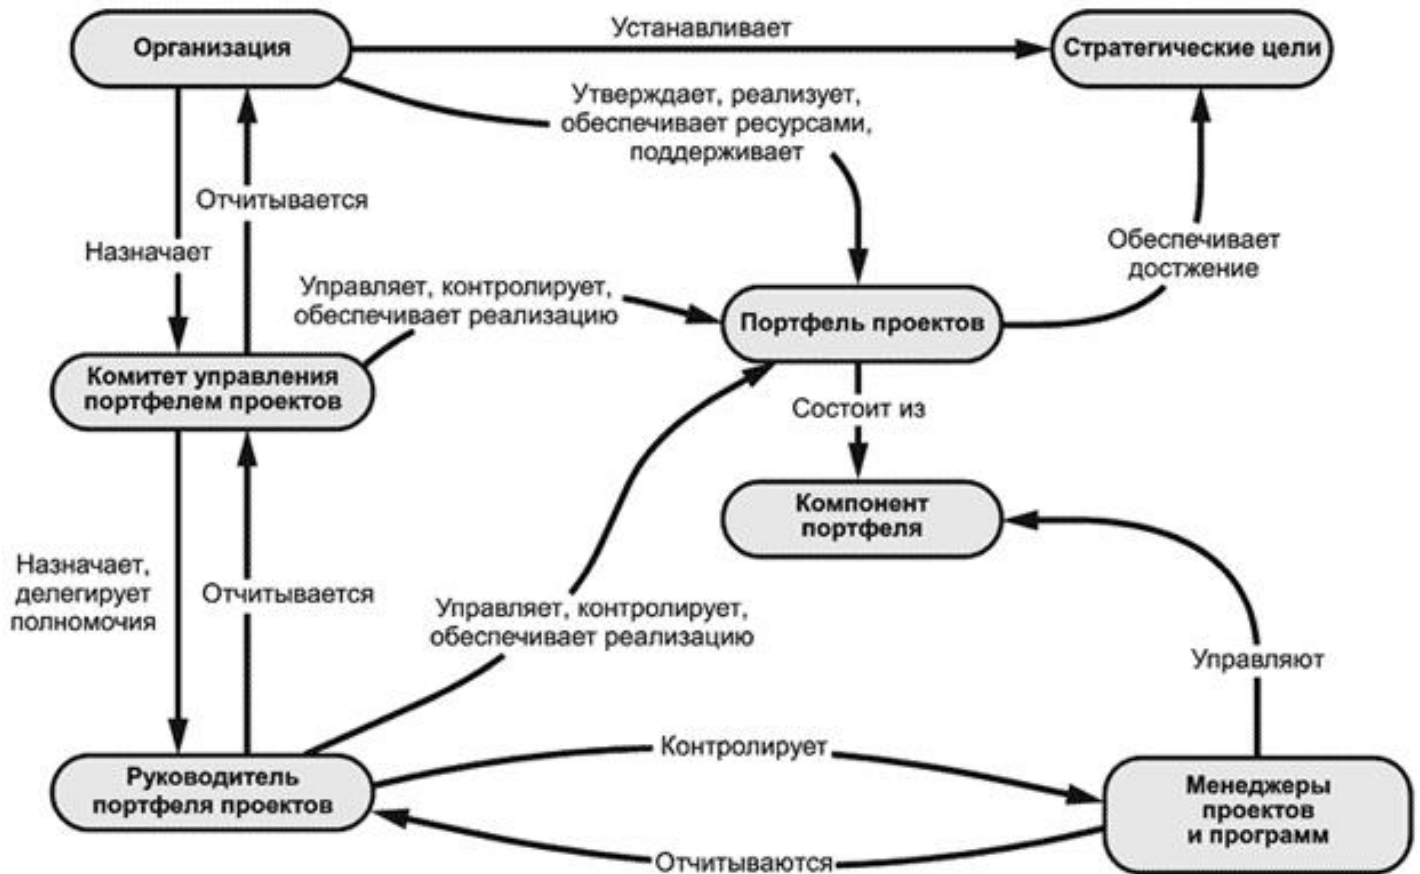 Устанавливает
Организация
Стратегические цели
Утверждает, реализует,
обеспечивает ресурсами,
поддерживает
Отчитывается
Назначает
Обеспечивает
достжение
Управляет, контролирует,
обеспечивает реализацию
Портфель проектов
Комитет управления
портфелем проектов
Состоит из
Компонент
портфеля
Назначает,
делегирует
полномочия
Отчитывается
Управляет, контролирует,
обеспечивает реализацию
Управляют
Контролирует
Руководитель
портфеля проектов
Менеджеры
проектов
и программ
Отчитываются